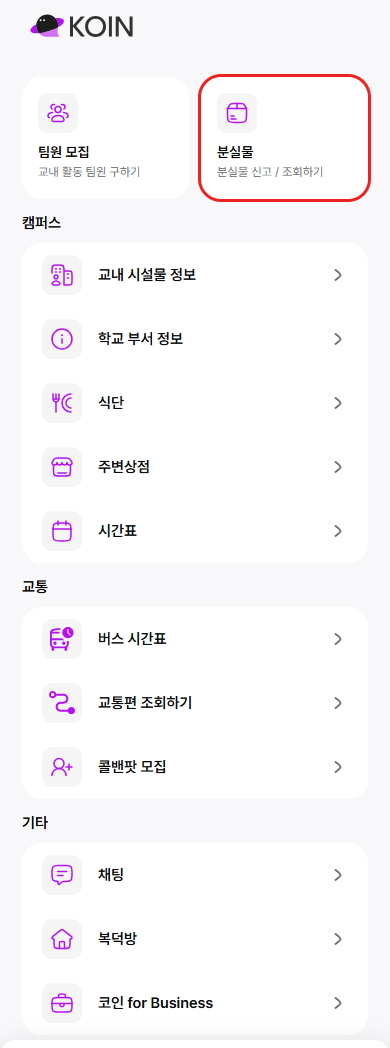 KOIN
팀원 모집
교내 활동 팀원 구하기
분실물
분실물 신고 / 조회하기
캠퍼스
교내 시설물 정보
학교 부서 정보
식단
주변상점
시간표
교통
버스 시간표
교통편 조회하기
콜밴팟 모집
기타
채팅
복덕방
코인 for Business